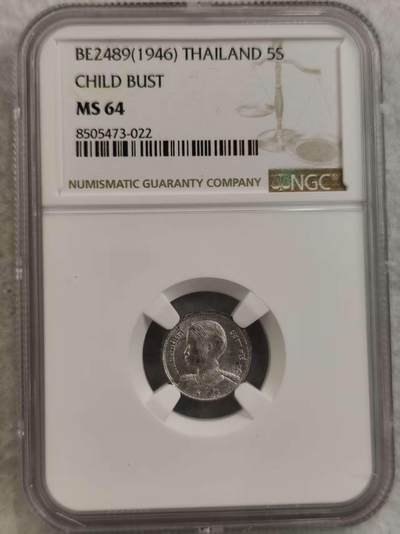 BE2489(1946) THAILAND 5S
CHILD BUST
MS 64
8505473-022
NUMISMATIC GUARANTY COMPANY
NGC